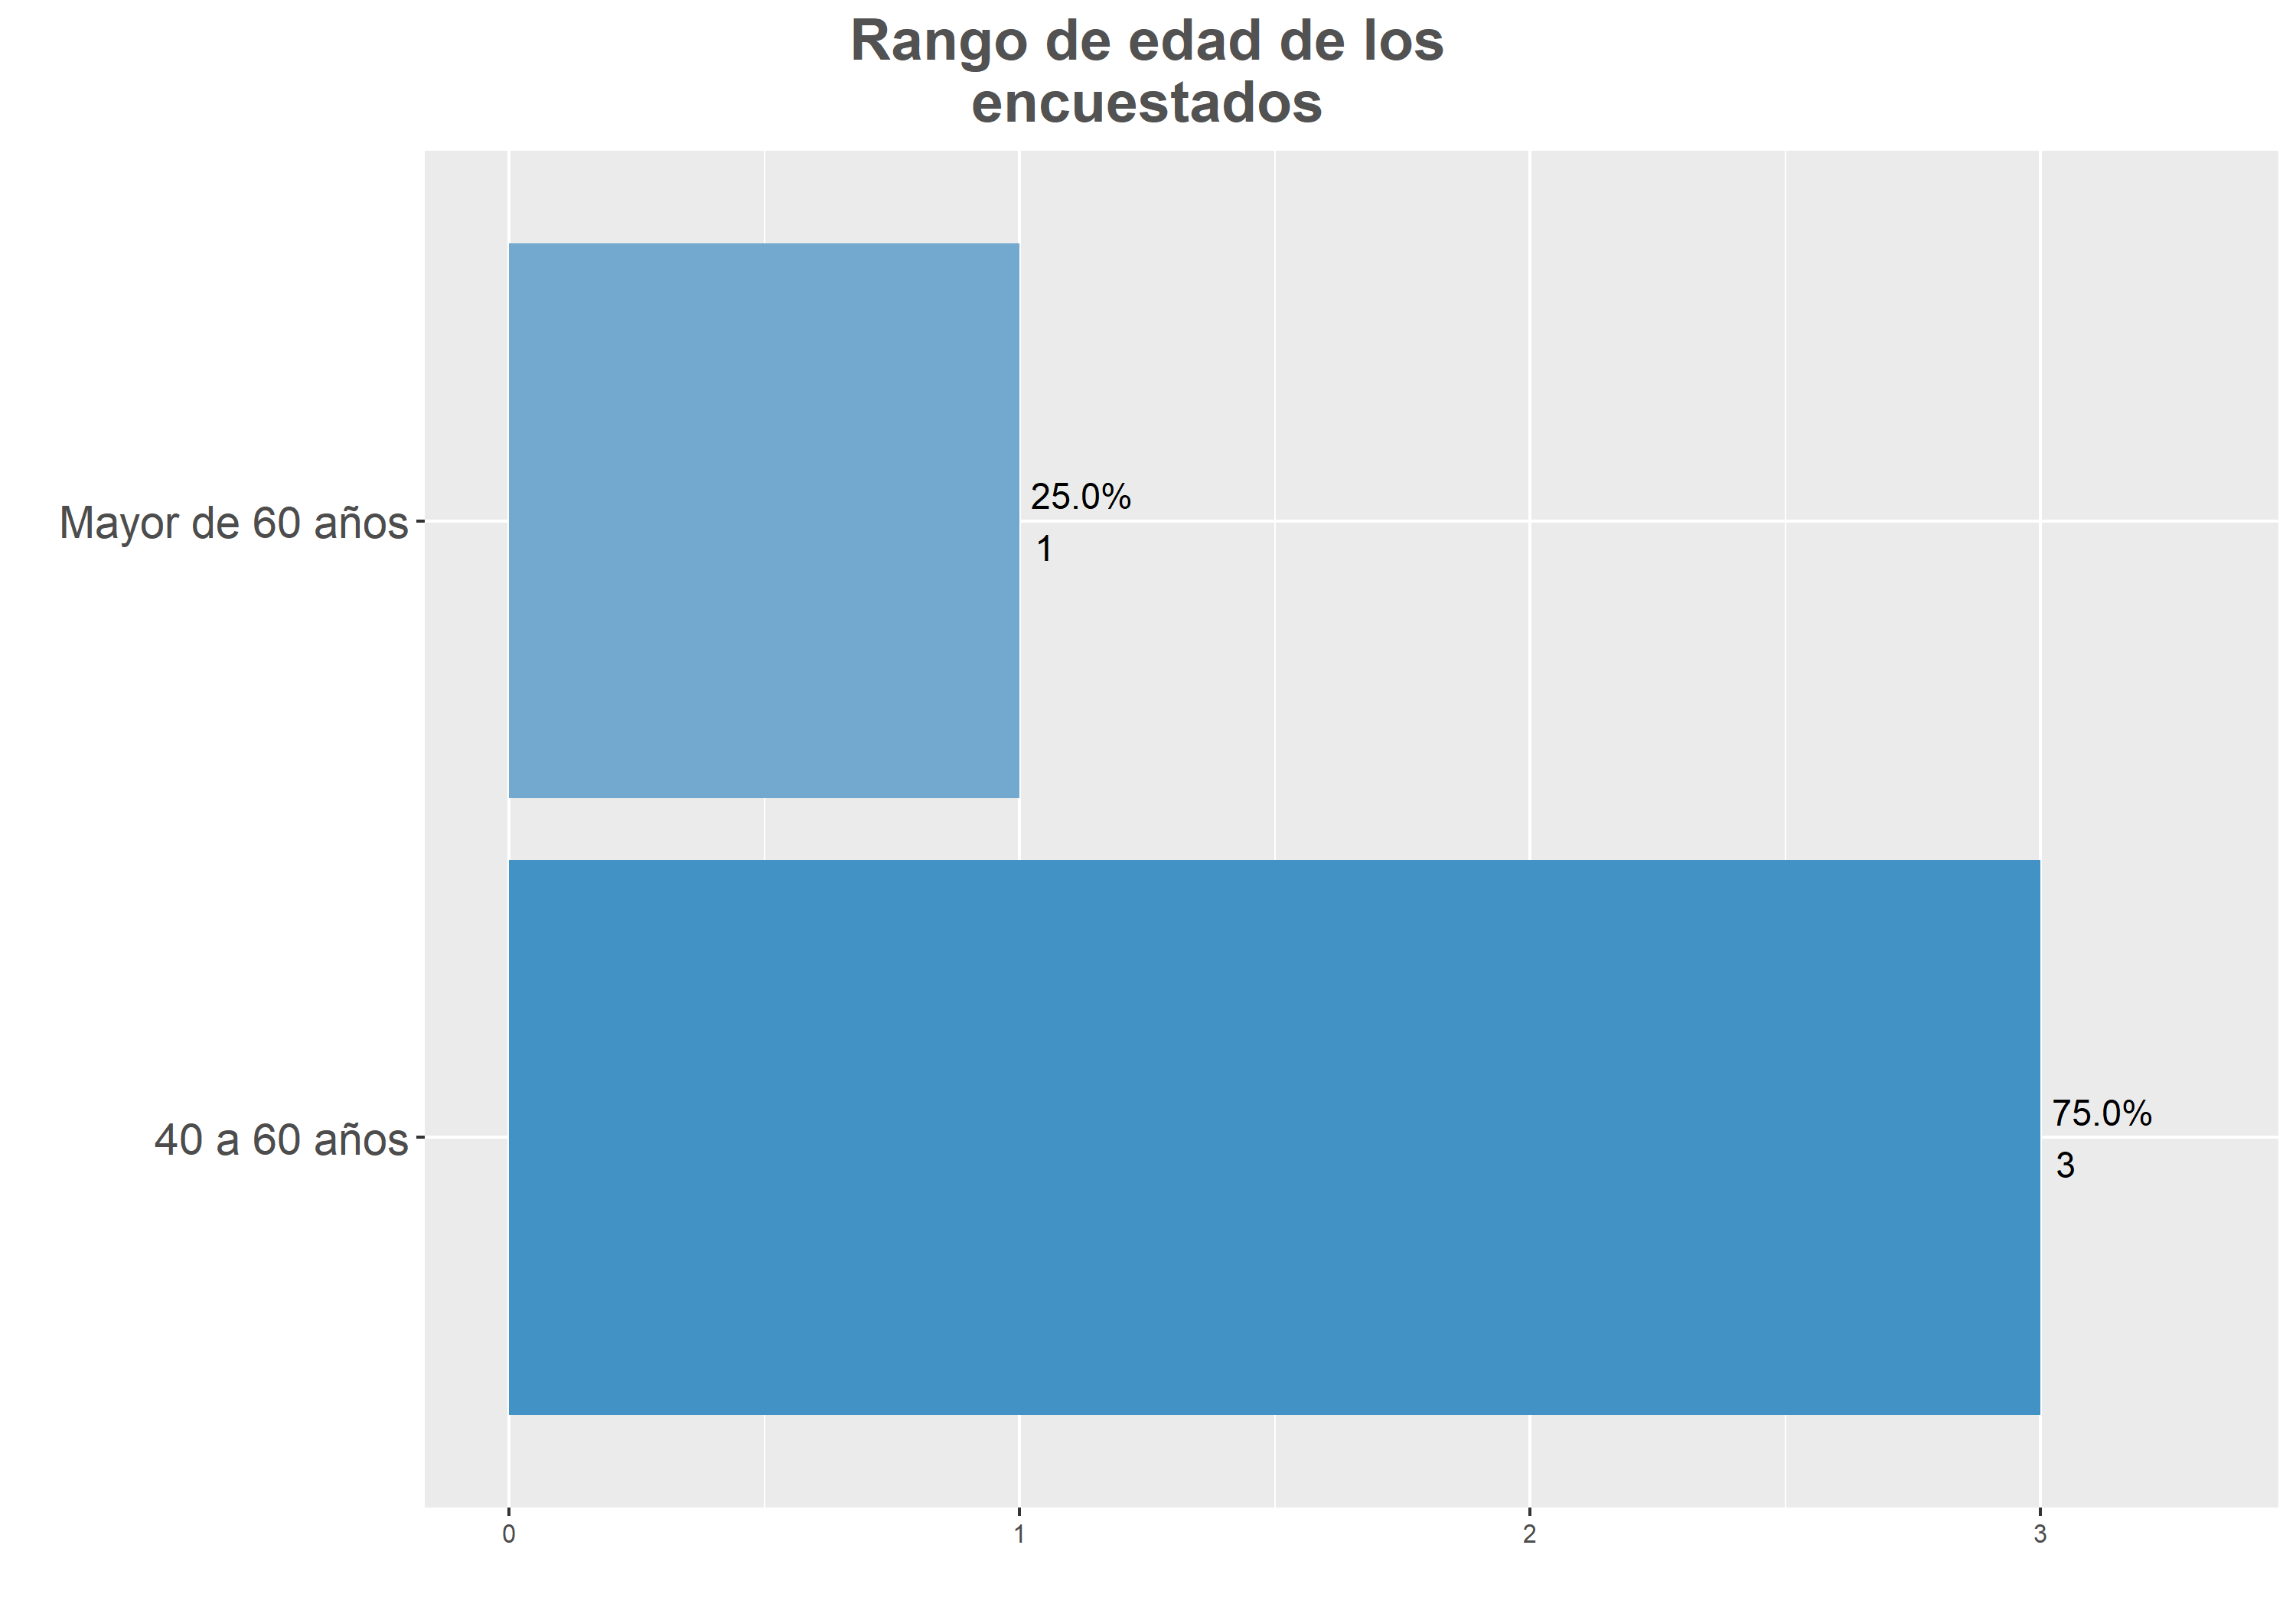 Rango de edad de los
encuestados
Mayor de 60 años
25.0%
1
40 a 60 años
75.0%
3
0
1
2
3